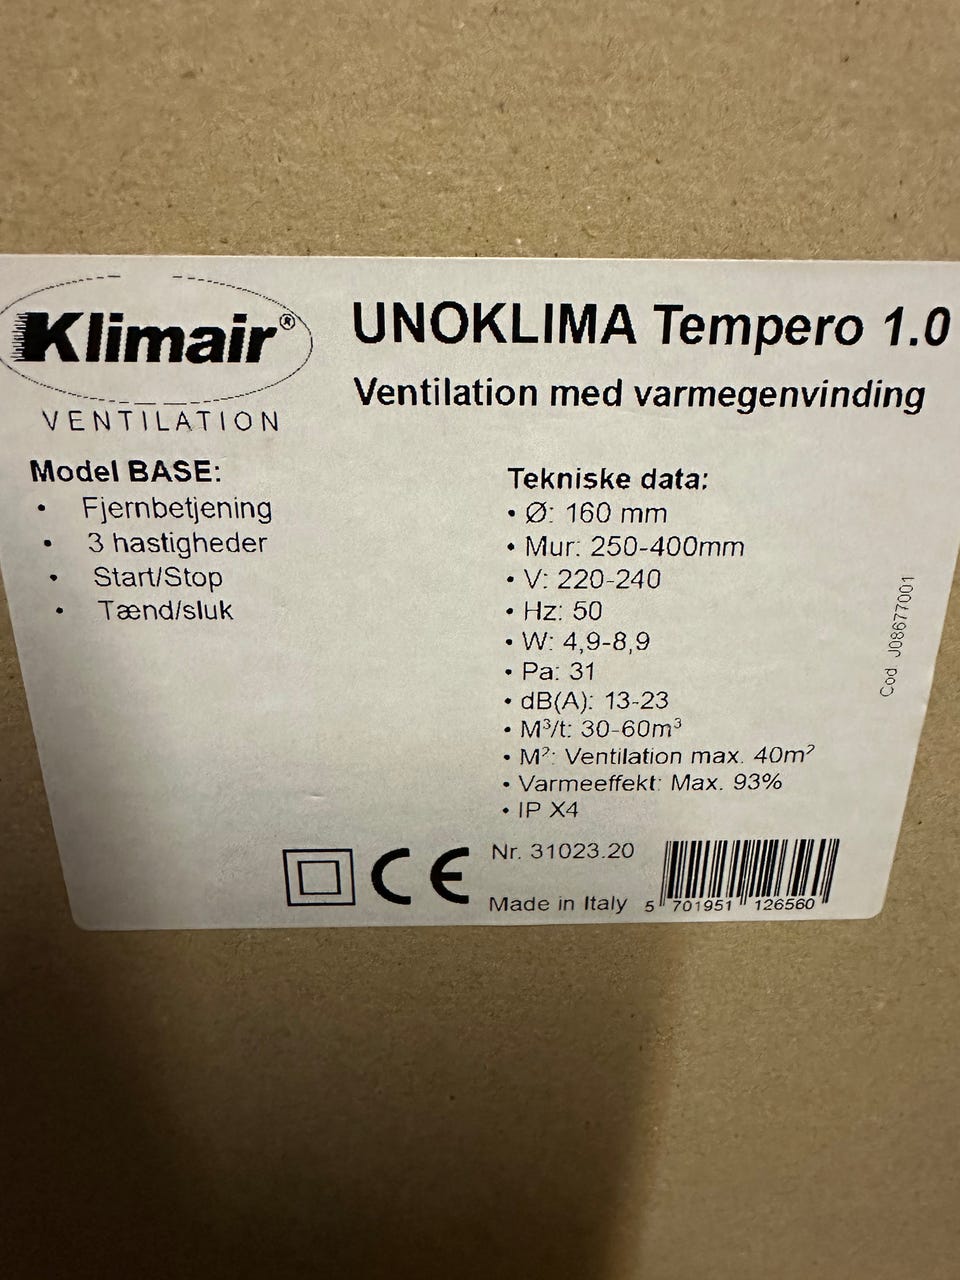 Klimair®
VENTILATION
UNOKLIMA Tempero 1.0
Ventilation med varmegenvinding
Model BASE:
• Fjernbetjening
• 3 hastigheder
• Start/Stop
• Tænd/sluk
Tekniske data:
• Ø: 160 mm
• Mur: 250-400mm
• V: 220-240
• Hz: 50
• W: 4,9-8,9
• Pa: 31
• dB(A): 13-23
• M³/t: 30-60m³
• M²: Ventilation max. 40m²
• Varmeeffekt: Max. 93%
• IP X4
Cod. J08677001
CE
Nr. 31023.20
Made in Italy
5 701951 126560